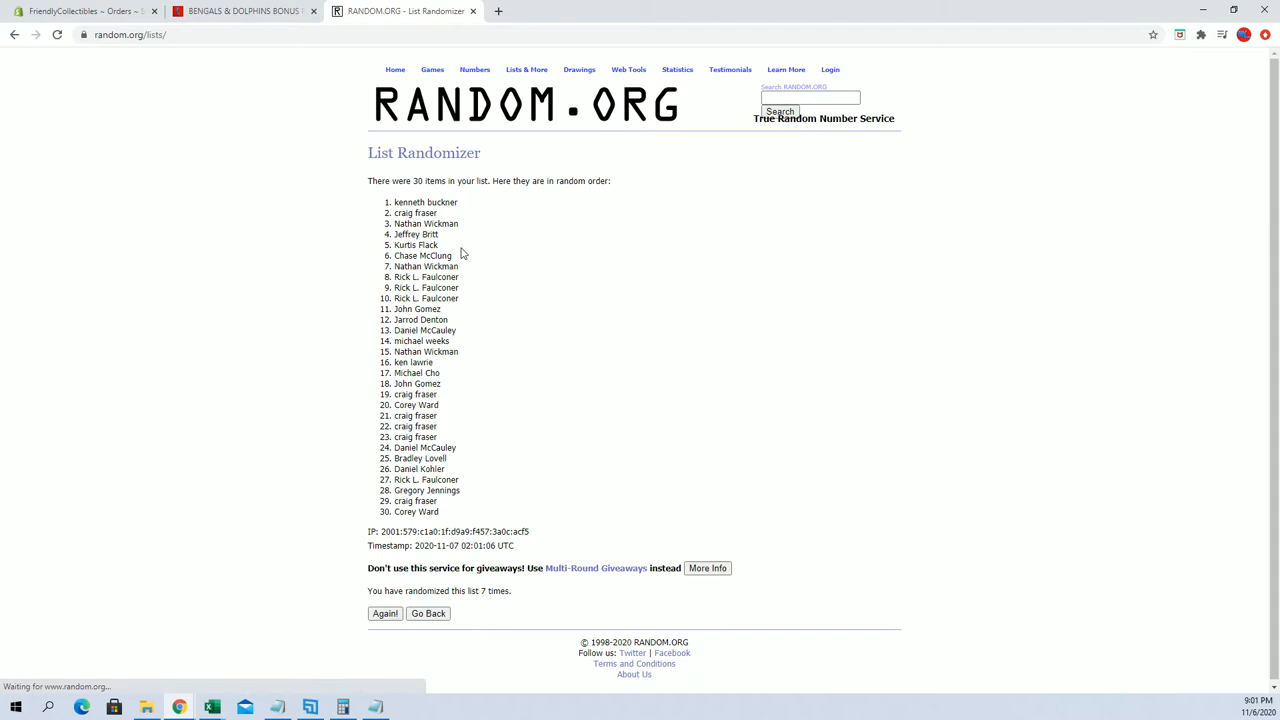 FriendlyCollectibles ~ Orders ~ S
BENGALS & DOLPHINS BONUS
RANDOM.ORG - List Randomizer
random.org/lists/
Home Games Numbers Lists & More Drawings Web Tools Statistics Testimonials Learn More Login
Search RANDOM.ORG
RANDOM.ORG
Search
True Random Number Service
List Randomizer
There were 30 items in your list. Here they are in random order:
1. kenneth buckner
2. craig fraser
3. Nathan Wickman
4. Jeffrey Britt
5. Kurtis Flack
6. Chase McClung
7. Nathan Wickman
8. Rick L. Faulconer
9. Rick L. Faulconer
10. Rick L. Faulconer
11. John Gomez
12. Jarrod Denton
13. Daniel McCauley
14. michael weeks
15. Nathan Wickman
16. ken lawrie
17. Michael Cho
18. John Gomez
19. craig fraser
20. Corey Ward
21. craig fraser
22. craig fraser
23. craig fraser
24. Daniel McCauley
25. Bradley Lovell
26. Daniel Kohler
27. Rick L. Faulconer
28. Gregory Jennings
29. craig fraser
30. Corey Ward
IP: 2001:579:c1a0:1f:d9a9:f457:3a0c:acf5
Timestamp: 2020-11-07 02:01:06 UTC
Don't use this service for giveaways! Use Multi-Round Giveaways instead More Info
You have randomized this list 7 times.
Again! Go Back
© 1998-2020 RANDOM.ORG
Follow us: Twitter | Facebook
Terms and Conditions
About Us
Waiting for www.random.org...
9:01 PM
11/6/2020